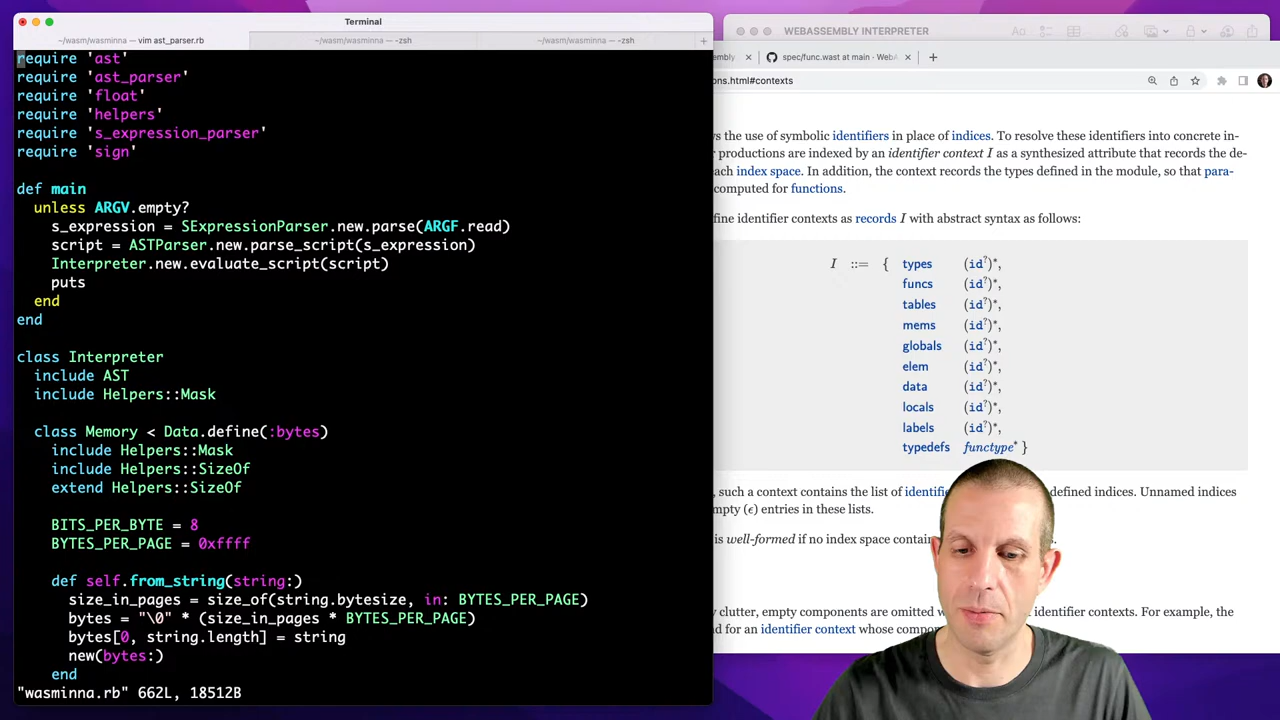 Terminal
~/wasm/wasminna — vim ast_parser.rb
~/wasm/wasminna — -zsh
~/wasm/wasminna — -zsh
+
require 'ast'
require 'ast_parser'
require 'float'
require 'helpers'
require 's_expression_parser'
require 'sign'
def main
unless ARGV.empty?
s_expression = SExpressionParser.new.parse(ARGF.read)
script = ASTParser.new.parse_script(s_expression)
Interpreter.new.evaluate_script(script)
puts
end
end
class Interpreter
include AST
include Helpers::Mask
class Memory < Data.define(:bytes)
include Helpers::Mask
include Helpers::SizeOf
extend Helpers::SizeOf
BITS_PER_BYTE = 8
BYTES_PER_PAGE = 0xffff
def self.from_string(string:)
size_in_pages = size_of(string.bytesize, in: BYTES_PER_PAGE)
bytes = "\0" * (size_in_pages * BYTES_PER_PAGE)
bytes[0, string.length] = string
new(bytes:)
end
"wasminna.rb" 662L, 18512B
WEBASSEMBLY INTERPRETER
embly
spec/func.wast at main · WebA
ons.html#contexts
s the use of symbolic identifiers in place of indices. To resolve these identifiers into concrete in-
r productions are indexed by an identifier context I as a synthesized attribute that records the de-
each index space. In addition, the context records the types defined in the module, so that para-
computed for functions.
fine identifier contexts as records I with abstract syntax as follows:
I ::= { types (id?)*,
funcs (id?)*,
tables (id?)*,
mems (id?)*,
globals (id?)*,
elem (id?)*,
data (id?)*,
locals (id?)*,
labels (id?)*,
typedefs functype* }
, such a context contains the list of identifie defined indices. Unnamed indices
mpty (ϵ) entries in these lists.
is well-formed if no index space contain
y clutter, empty components are omitted w identifier contexts. For example, the
d for an identifier context whose compon